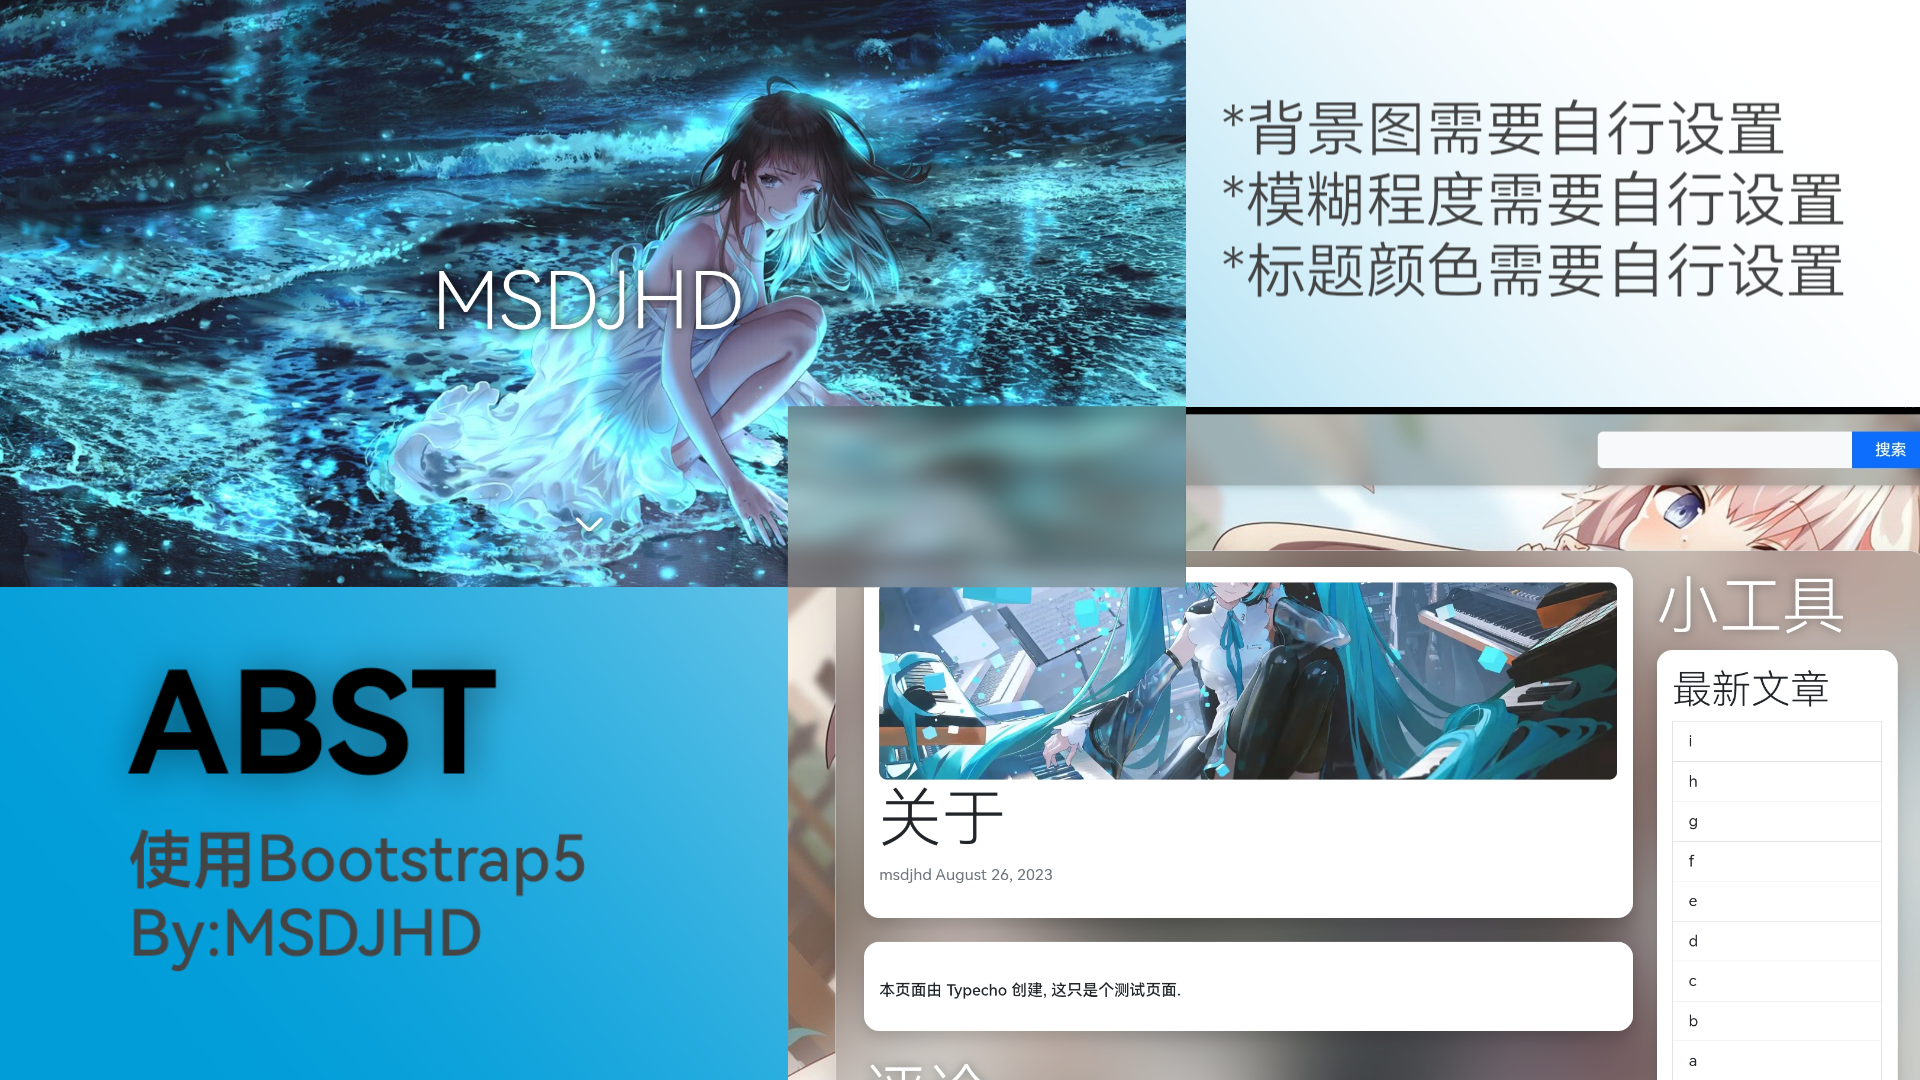 MSDJHD
*背景图需要自行设置
*模糊程度需要自行设置
*标题颜色需要自行设置
搜索
ABST
使用Bootstrap5
By:MSDJHD
关于
msdjhd August 26, 2023
本页面由 Typecho 创建, 这只是个测试页面.
评论
小工具
最新文章
i
h
g
f
e
d
c
b
a